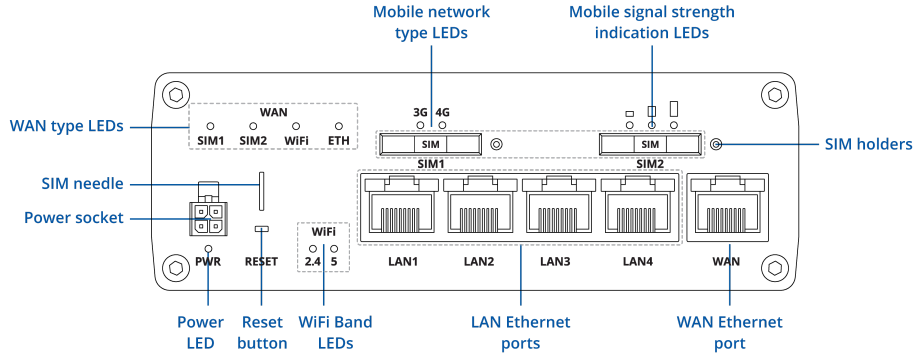 Mobile network
type LEDs
Mobile signal strength
indication LEDs
WAN type LEDs
WAN
SIM1 SIM2 WiFi ETH
3G 4G
SIM
SIM1
SIM
SIM2
SIM holders
SIM needle
Power socket
PWR
RESET
WiFi
2.4 5
LAN1 LAN2 LAN3 LAN4 WAN
Power
LED
Reset
button
WiFi Band
LEDs
LAN Ethernet
ports
WAN Ethernet
port